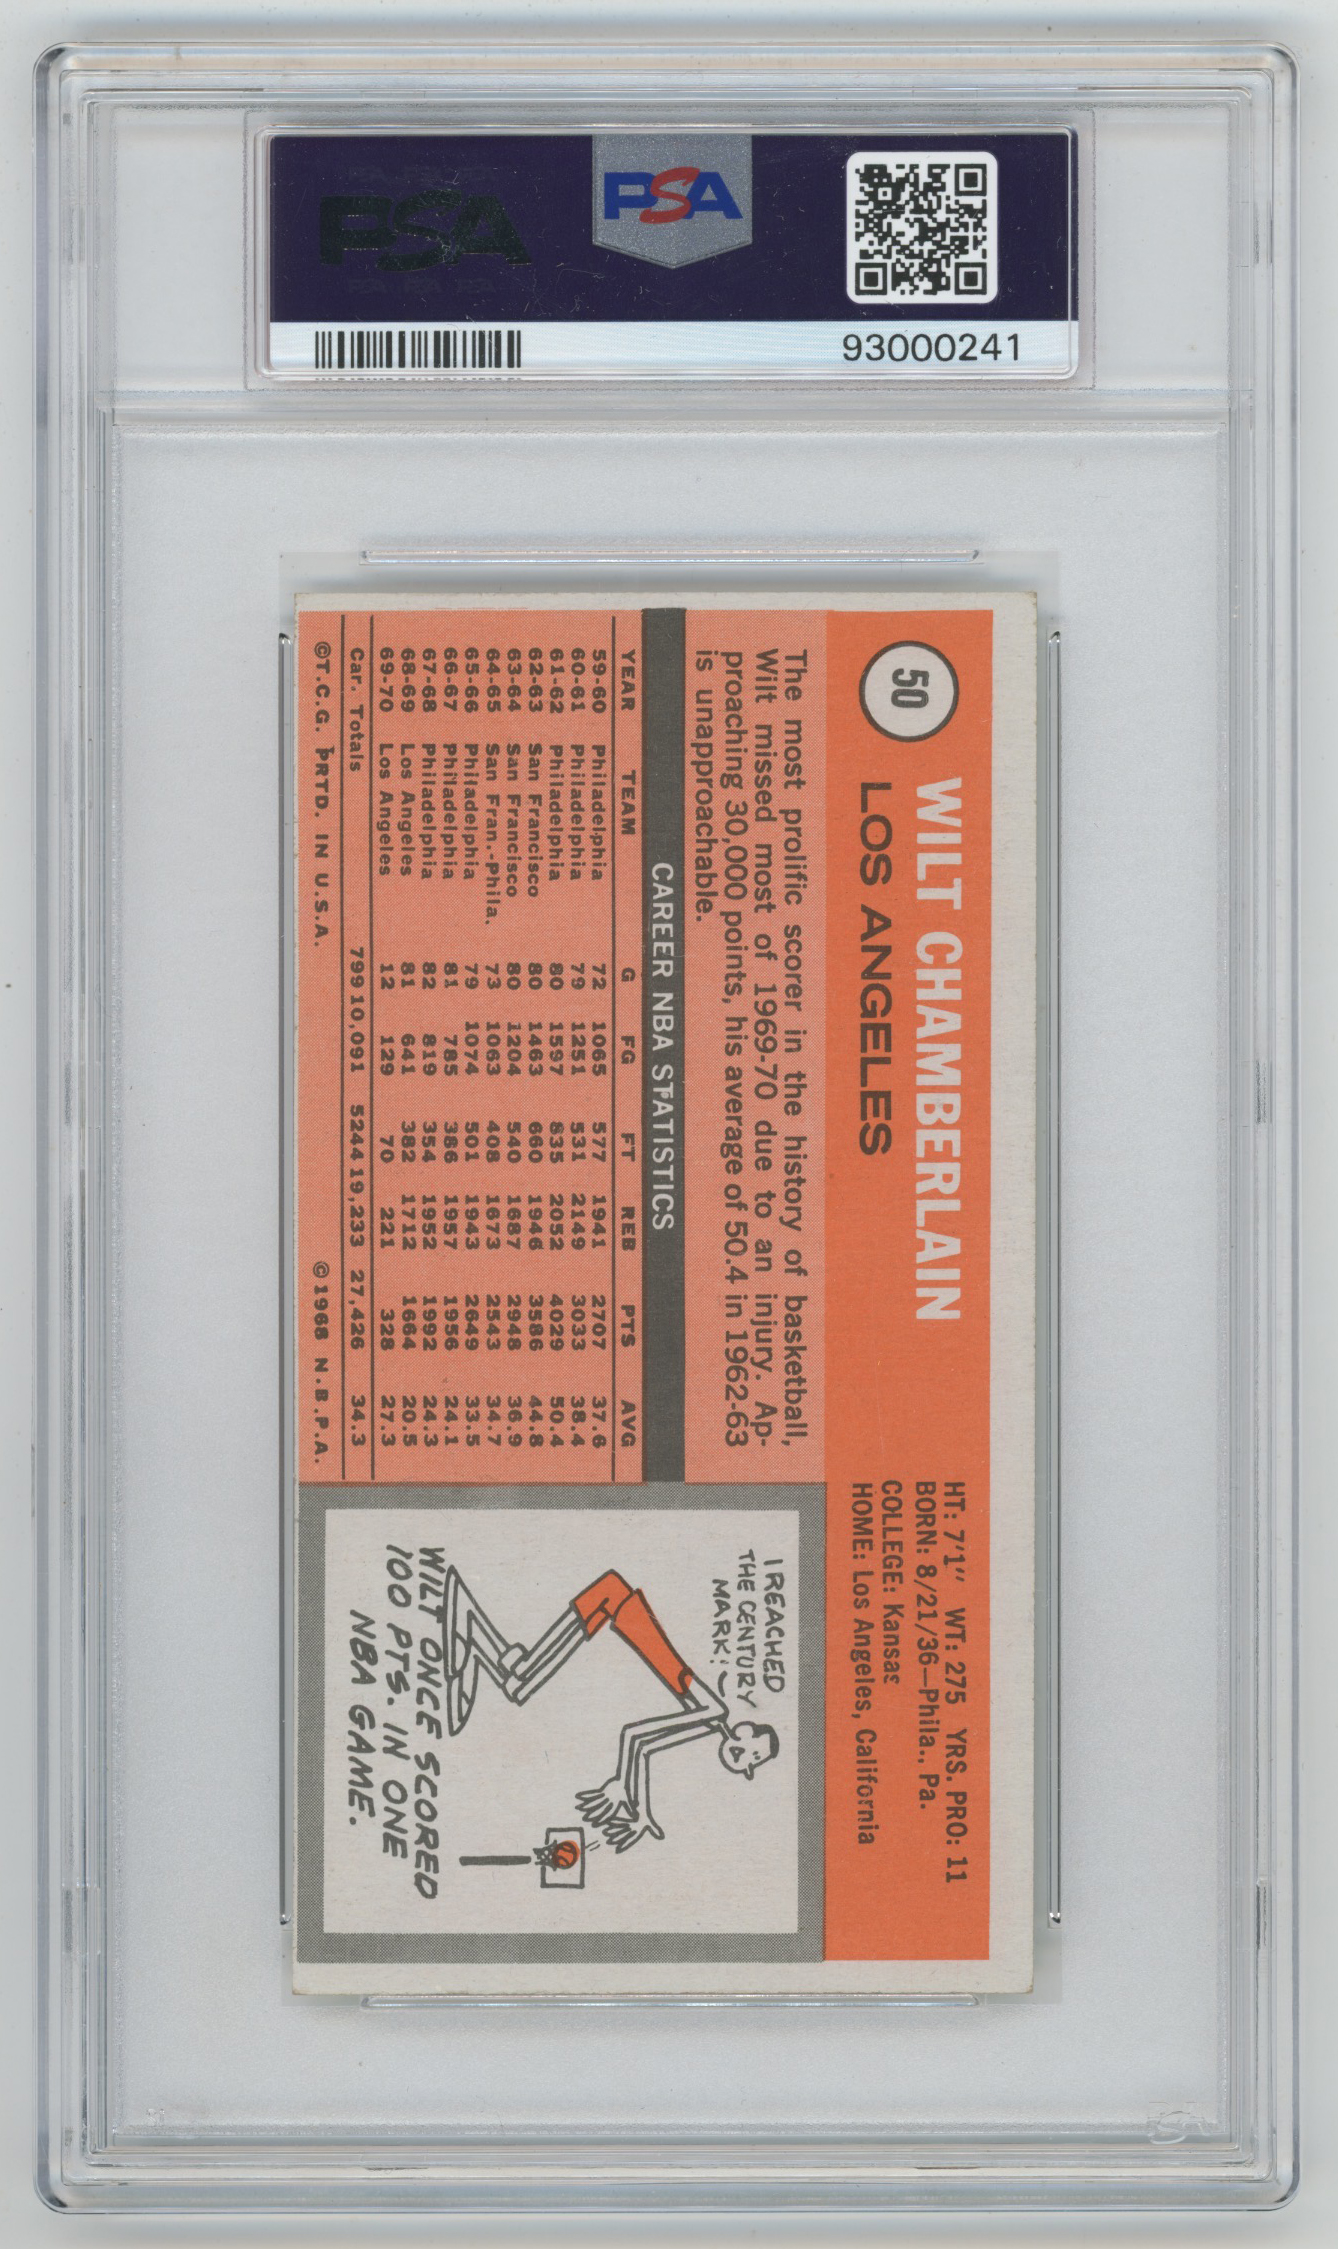 PSA
PSA
93000241
50
WILT CHAMBERLAIN
LOS ANGELES
HT: 7'1" WT: 275 YRS. PRO: 11
BORN: 8/21/36—Phila., Pa.
COLLEGE: Kansas
HOME: Los Angeles, California
The most prolific scorer in the history of basketball,
Wilt missed most of 1969-70 due to an injury. Ap-
proaching 30,000 points, his average of 50.4 in 1962-63
is unapproachable.
CAREER NBA STATISTICS
YEAR TEAM G FG FT REB PTS AVG
59-60 Philadelphia 72 1065 577 1941 2707 37.6
60-61 Philadelphia 79 1251 531 2149 3033 38.4
61-62 Philadelphia 80 1597 835 2052 4029 50.4
62-63 San Francisco 80 1463 660 1946 3586 44.8
63-64 San Francisco 80 1204 540 1687 2948 36.9
64-65 San Fran.-Phila. 73 1063 408 1673 2543 34.7
65-66 Philadelphia 79 1074 501 1943 2649 33.5
66-67 Philadelphia 81 785 386 1957 1956 24.1
67-68 Philadelphia 82 819 354 1952 1992 24.3
68-69 Los Angeles 81 641 382 1712 1664 20.5
69-70 Los Angeles 12 129 70 221 328 27.3
Car. Totals 799 10,091 5244 19,233 27,426 34.3
©T.C.G. PRTD. IN U.S.A. ©1968 N.B.P.A.
I REACHED
THE CENTURY
MARK!
WILT ONCE SCORED
100 PTS. IN ONE
NBA GAME.
PSA